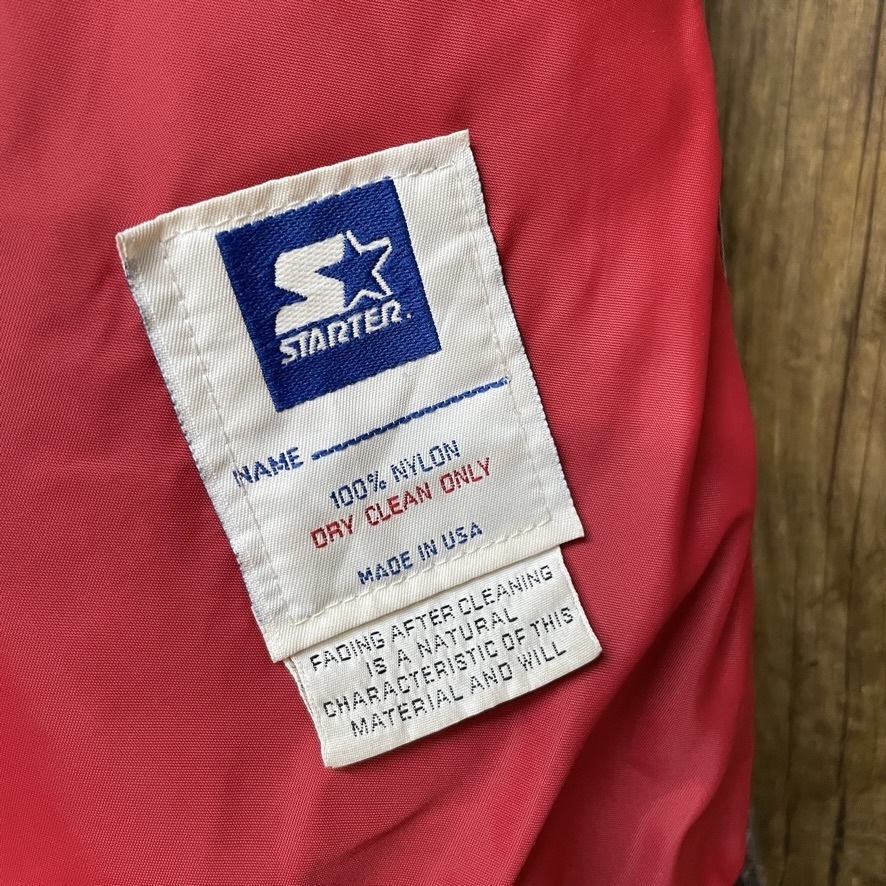 STARTER.
NAME
100% NYLON
DRY CLEAN ONLY
MADE IN USA
FADING AFTER CLEANING
IS A NATURAL
CHARACTERISTIC OF THIS
MATERIAL AND WILL